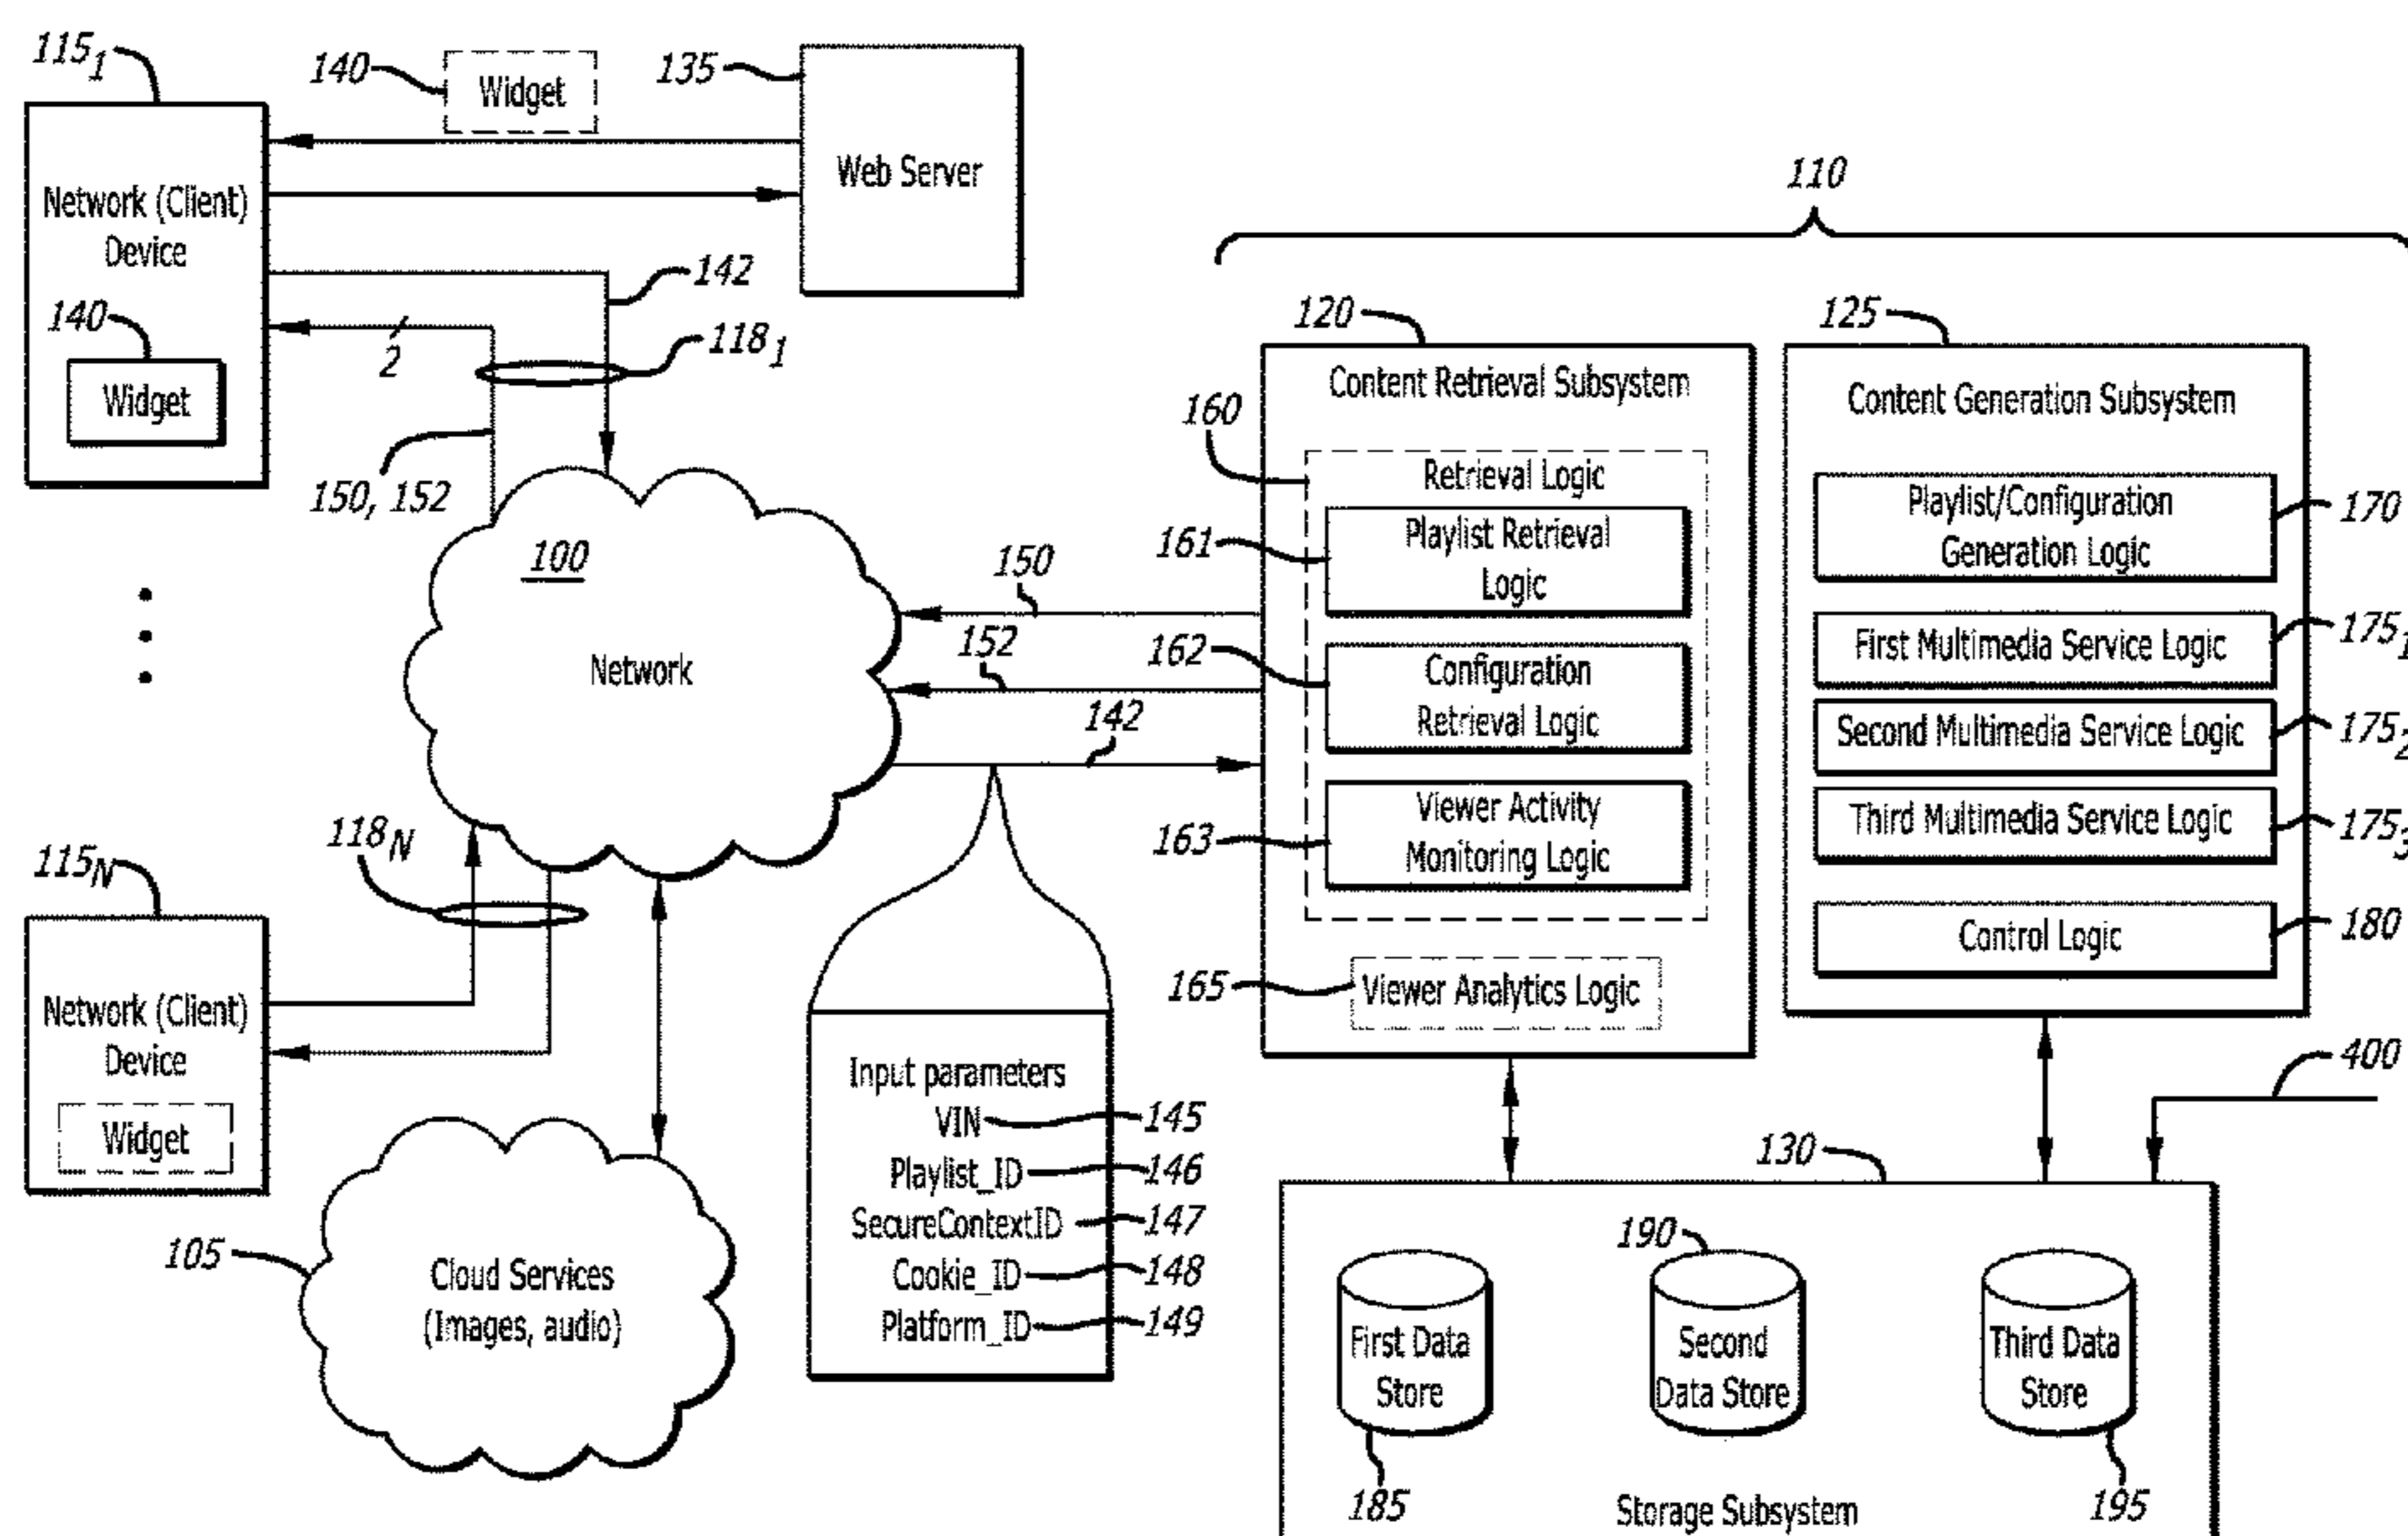 115₁
140
Widget
135
Network (Client)
Device
Web Server
110
142
140
Widget
2
118₁
150, 152
120
125
Content Retrieval Subsystem
Content Generation Subsystem
160
Retrieval Logic
161
Playlist Retrieval
Logic
162
Configuration
Retrieval Logic
163
Viewer Activity
Monitoring Logic
165
Viewer Analytics Logic
Playlist/Configuration
Generation Logic
170
First Multimedia Service Logic
175₁
Second Multimedia Service Logic
175₂
Third Multimedia Service Logic
175₃
Control Logic
180
100
Network
150
152
142
118N
115N
Network (Client)
Device
Widget
105
Cloud Services
(Images, audio)
Input parameters
VIN 145
Playlist_ID 146
SecureContextID 147
Cookie_ID 148
Platform_ID 149
400
130
190
First Data
Store
Second
Data Store
Third Data
Store
185
195
Storage Subsystem